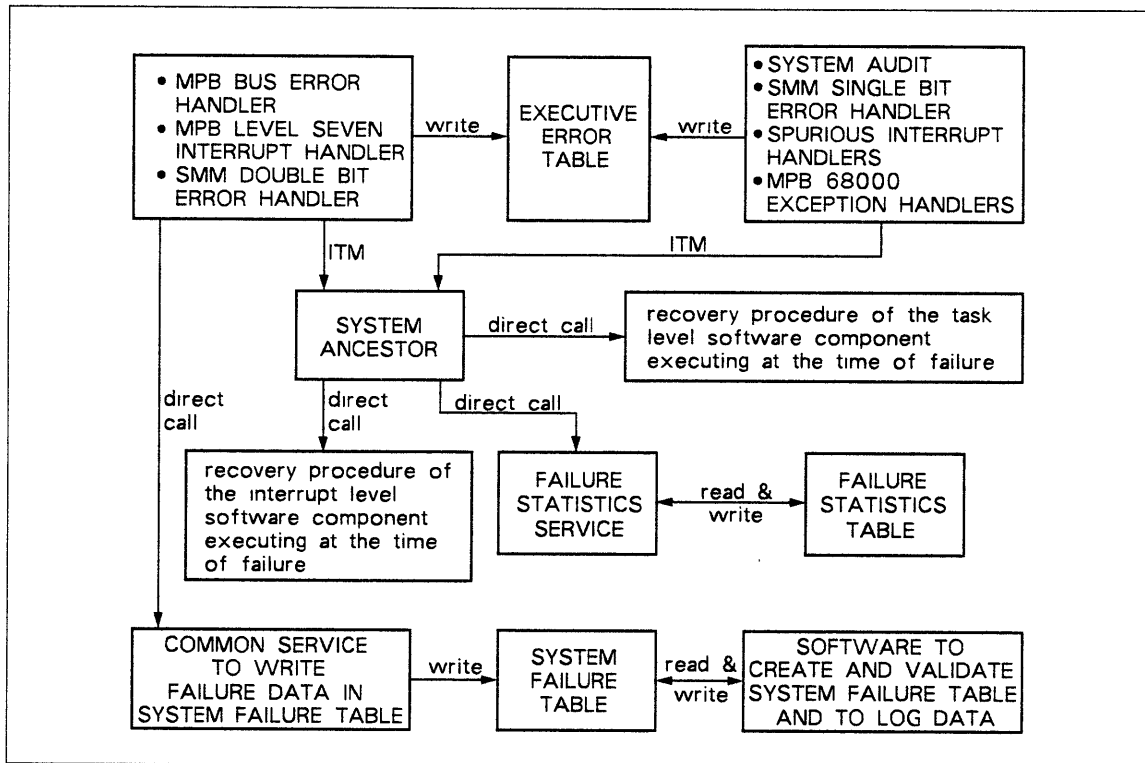 • MPB BUS ERROR
HANDLER
• MPB LEVEL SEVEN
INTERRUPT HANDLER
• SMM DOUBLE BIT
ERROR HANDLER
write
EXECUTIVE
ERROR
TABLE
write
• SYSTEM AUDIT
• SMM SINGLE BIT
ERROR HANDLER
• SPURIOUS INTERRUPT
HANDLERS
• MPB 68000
EXCEPTION HANDLERS
ITM
ITM
SYSTEM
ANCESTOR
direct call
recovery procedure of the task
level software component
executing at the time of failure
direct
call
direct
call
direct call
recovery procedure of
the interrupt level
software component
executing at the time
of failure
FAILURE
STATISTICS
SERVICE
read &
write
FAILURE
STATISTICS
TABLE
COMMON SERVICE
TO WRITE
FAILURE DATA IN
SYSTEM FAILURE TABLE
write
SYSTEM
FAILURE
TABLE
read &
write
SOFTWARE TO
CREATE AND VALIDATE
SYSTEM FAILURE TABLE
AND TO LOG DATA